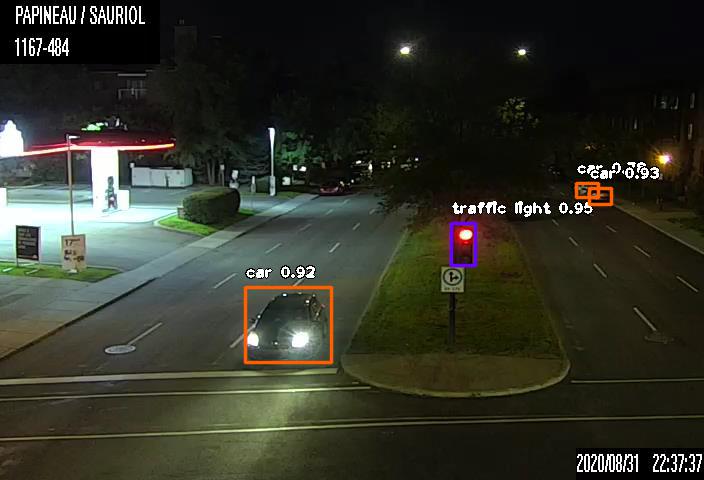 PAPINEAU / SAURIOL
1167-484
car 0.93
traffic light 0.95
car 0.92
2020/08/31 22:37:37